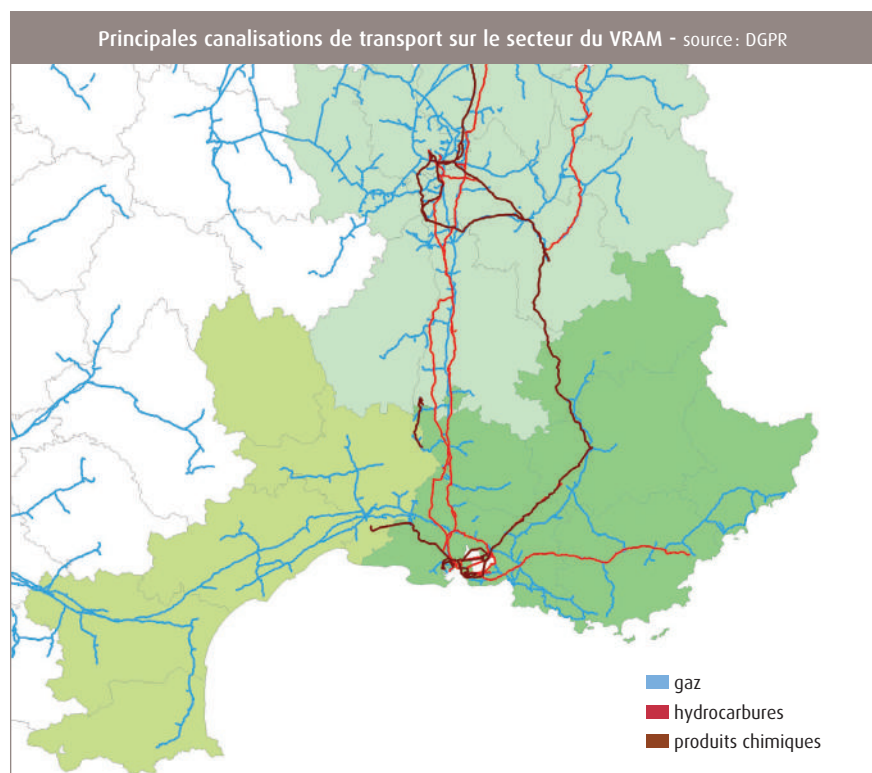 Principales canalisations de transport sur le secteur du VRAM - source : DGPR
gaz
hydrocarbures
produits chimiques